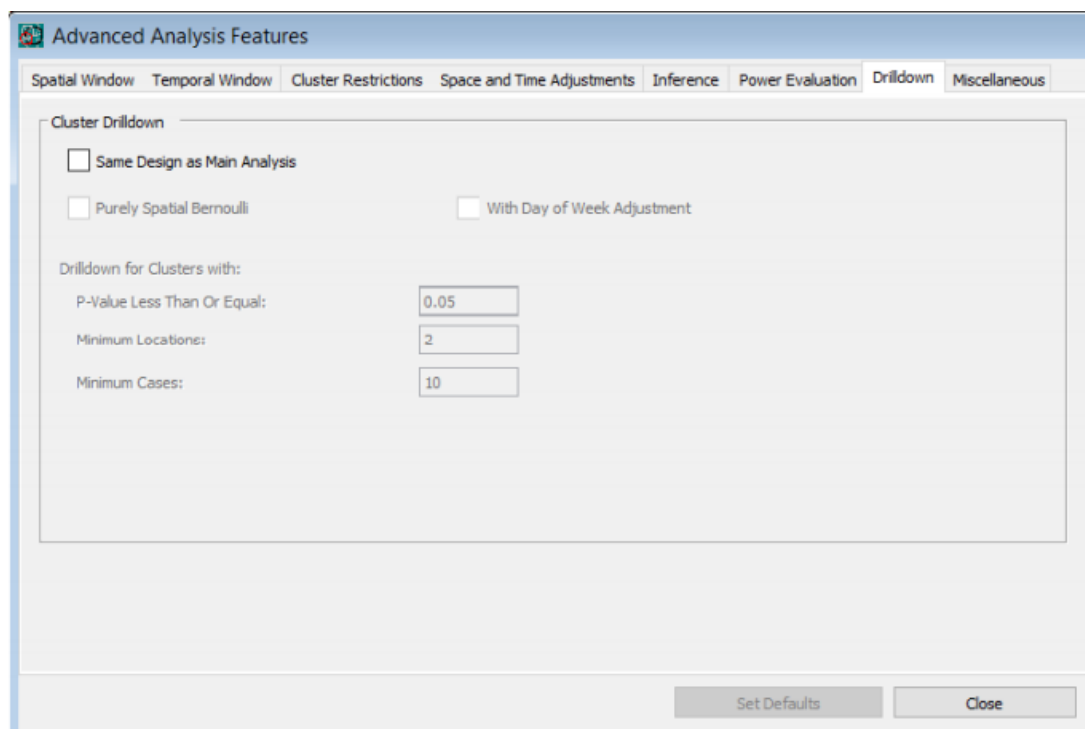 Advanced Analysis Features
Spatial Window Temporal Window Cluster Restrictions Space and Time Adjustments Inference Power Evaluation Drilldown Miscellaneous
Cluster Drilldown
Same Design as Main Analysis
Purely Spatial Bernoulli With Day of Week Adjustment
Drilldown for Clusters with:
P-Value Less Than Or Equal: 0.05
Minimum Locations: 2
Minimum Cases: 10
Set Defaults Close